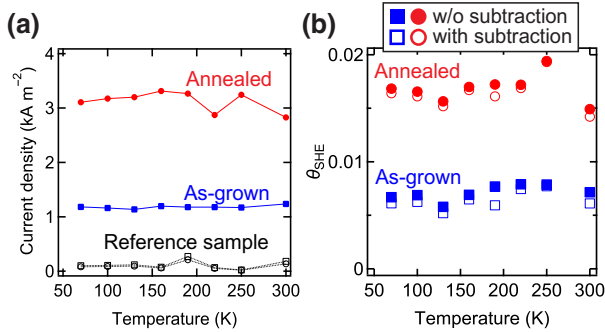 (a)
Current density (kA m⁻²)
4
3
2
1
0
Annealed
As-grown
Reference sample
50 100 150 200 250 300
Temperature (K)
(b)
w/o subtraction
with subtraction
θSHE
0.02
0.01
0
Annealed
As-grown
50 100 150 200 250 300
Temperature (K)